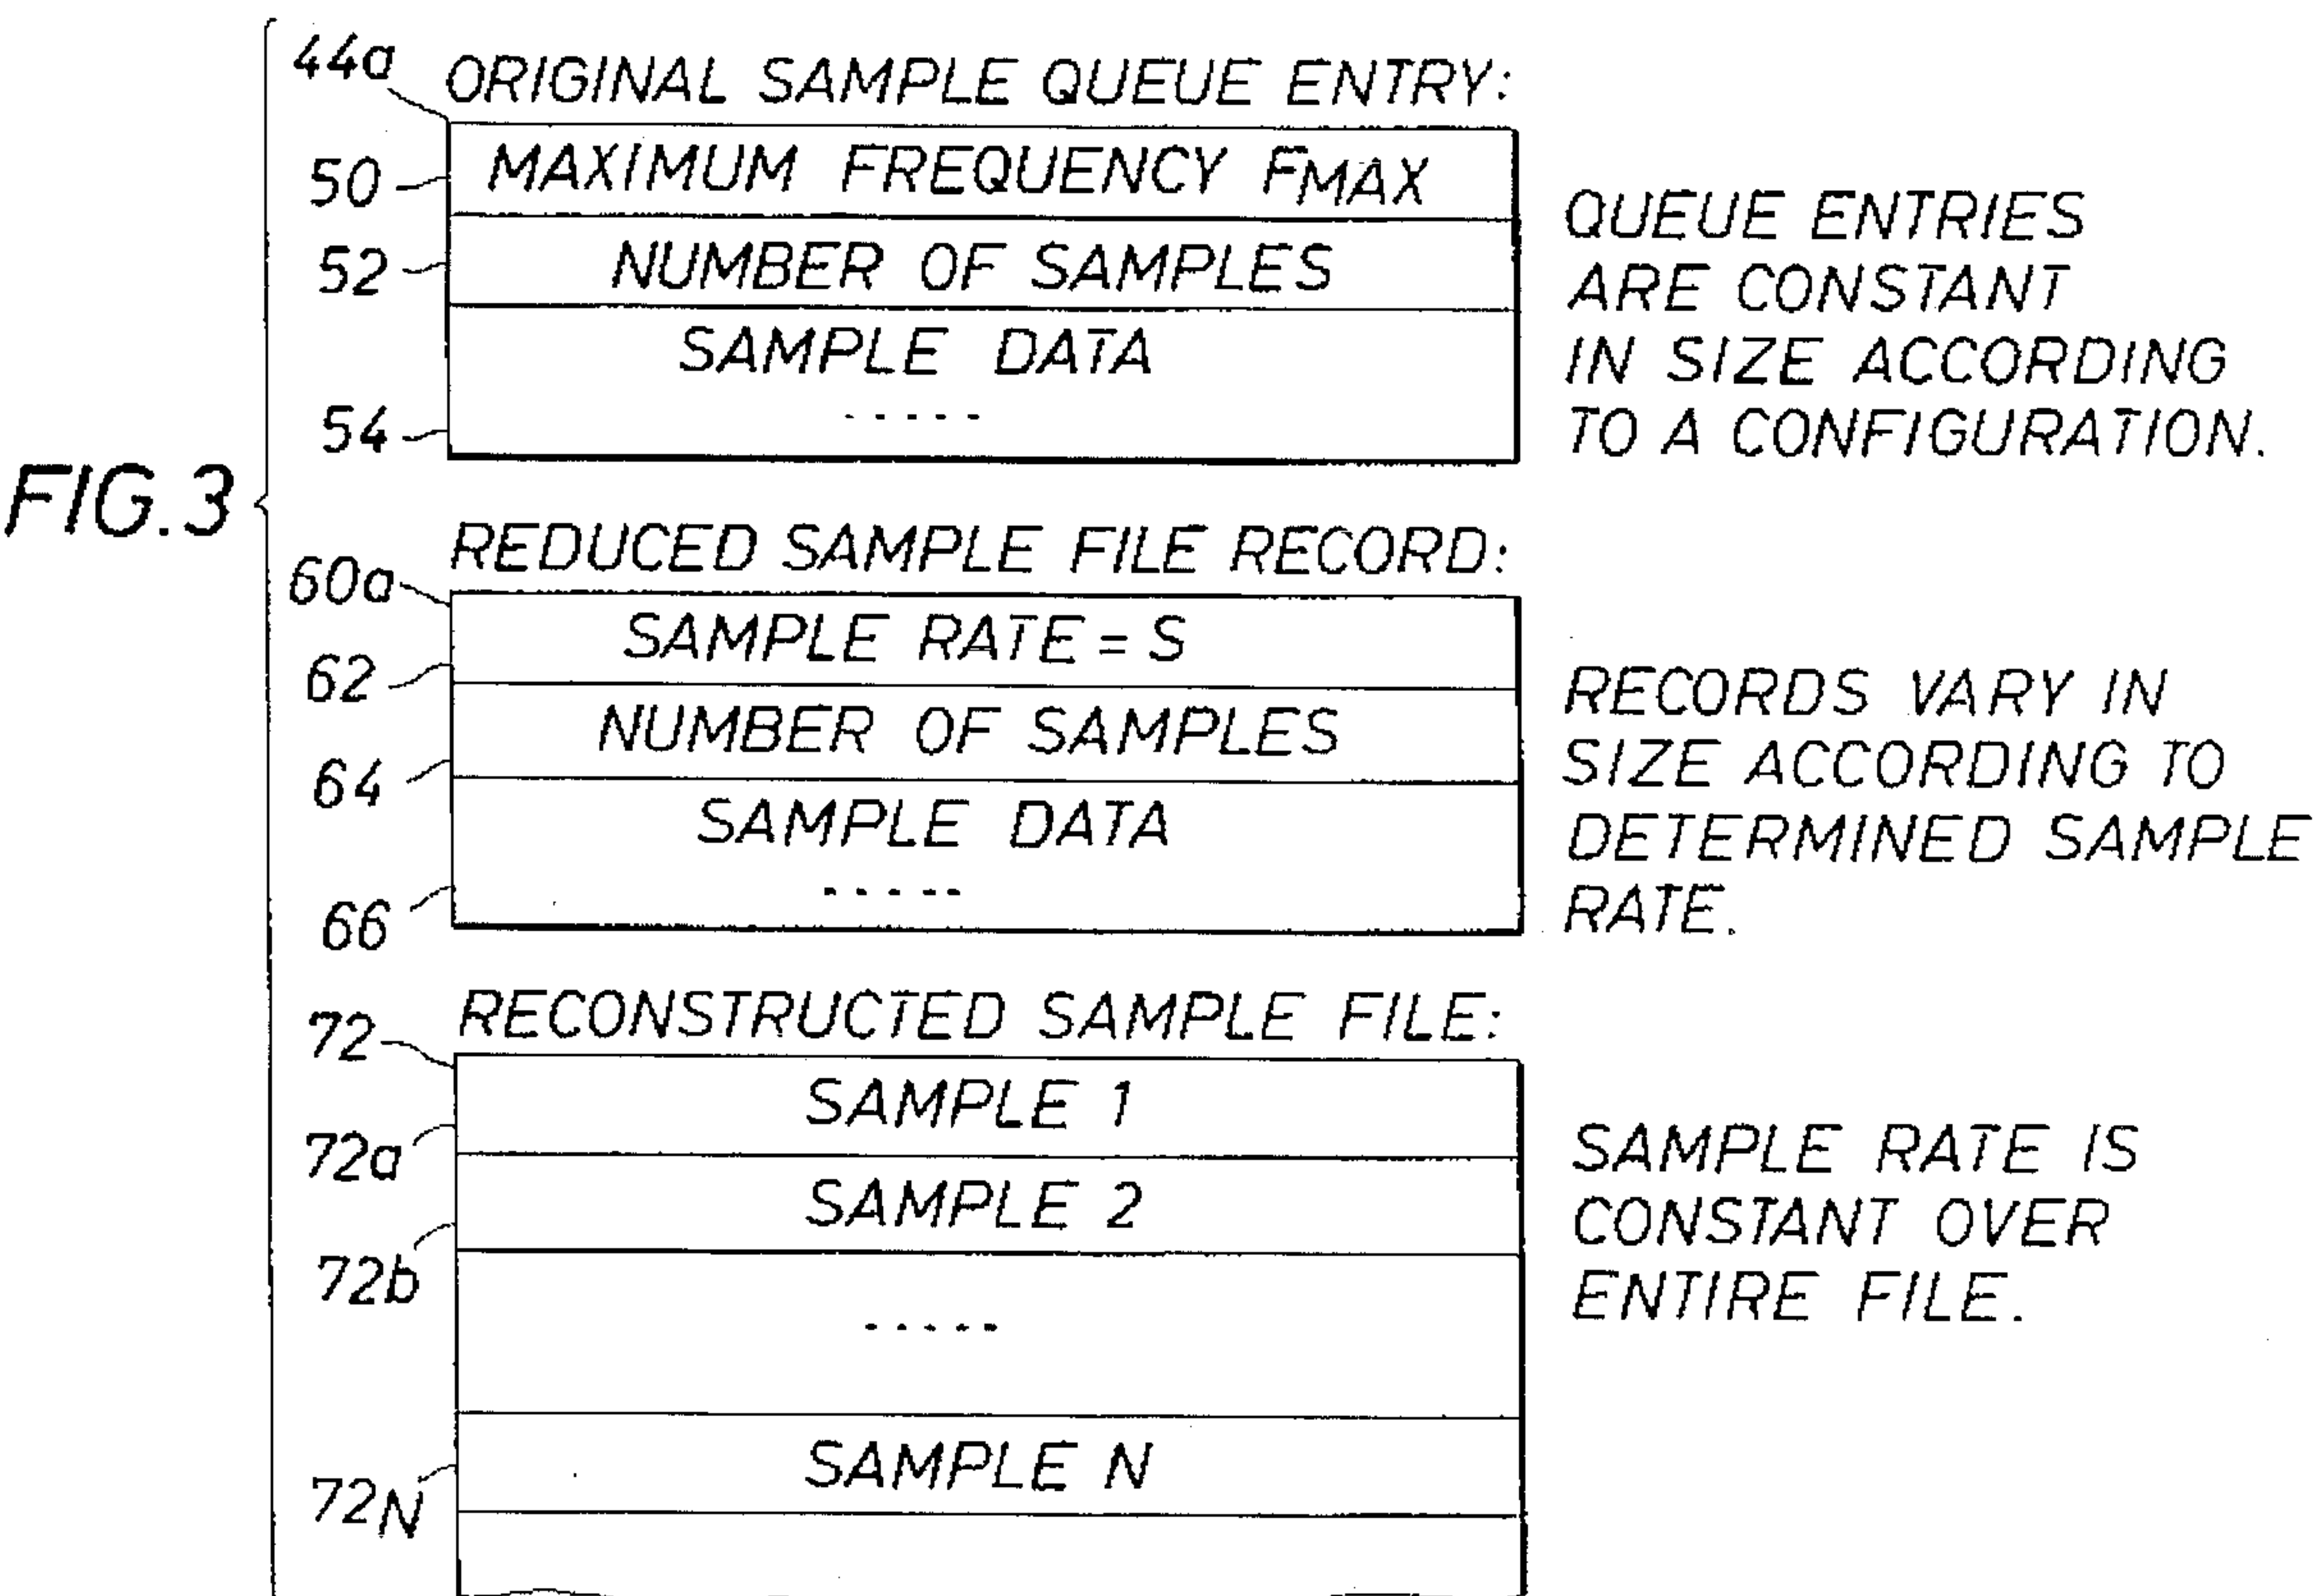 FIG.3
44a
ORIGINAL SAMPLE QUEUE ENTRY:
50
MAXIMUM FREQUENCY FMAX
52
NUMBER OF SAMPLES
54
SAMPLE DATA
.....
QUEUE ENTRIES
ARE CONSTANT
IN SIZE ACCORDING
TO A CONFIGURATION.
60a
REDUCED SAMPLE FILE RECORD:
62
SAMPLE RATE = S
64
NUMBER OF SAMPLES
66
SAMPLE DATA
.....
RECORDS VARY IN
SIZE ACCORDING TO
DETERMINED SAMPLE
RATE.
72
RECONSTRUCTED SAMPLE FILE:
72a
SAMPLE 1
72b
SAMPLE 2
.....
72N
SAMPLE N
SAMPLE RATE IS
CONSTANT OVER
ENTIRE FILE.